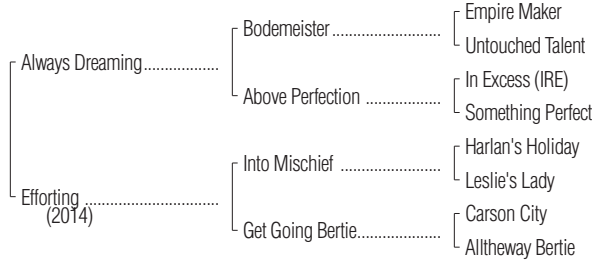 Empire Maker
Bodemeister
Untouched Talent
Always Dreaming
In Excess (IRE)
Above Perfection
Something Perfect
Harlan's Holiday
Into Mischief
Leslie's Lady
Efforting
(2014)
Carson City
Get Going Bertie
Alltheway Bertie